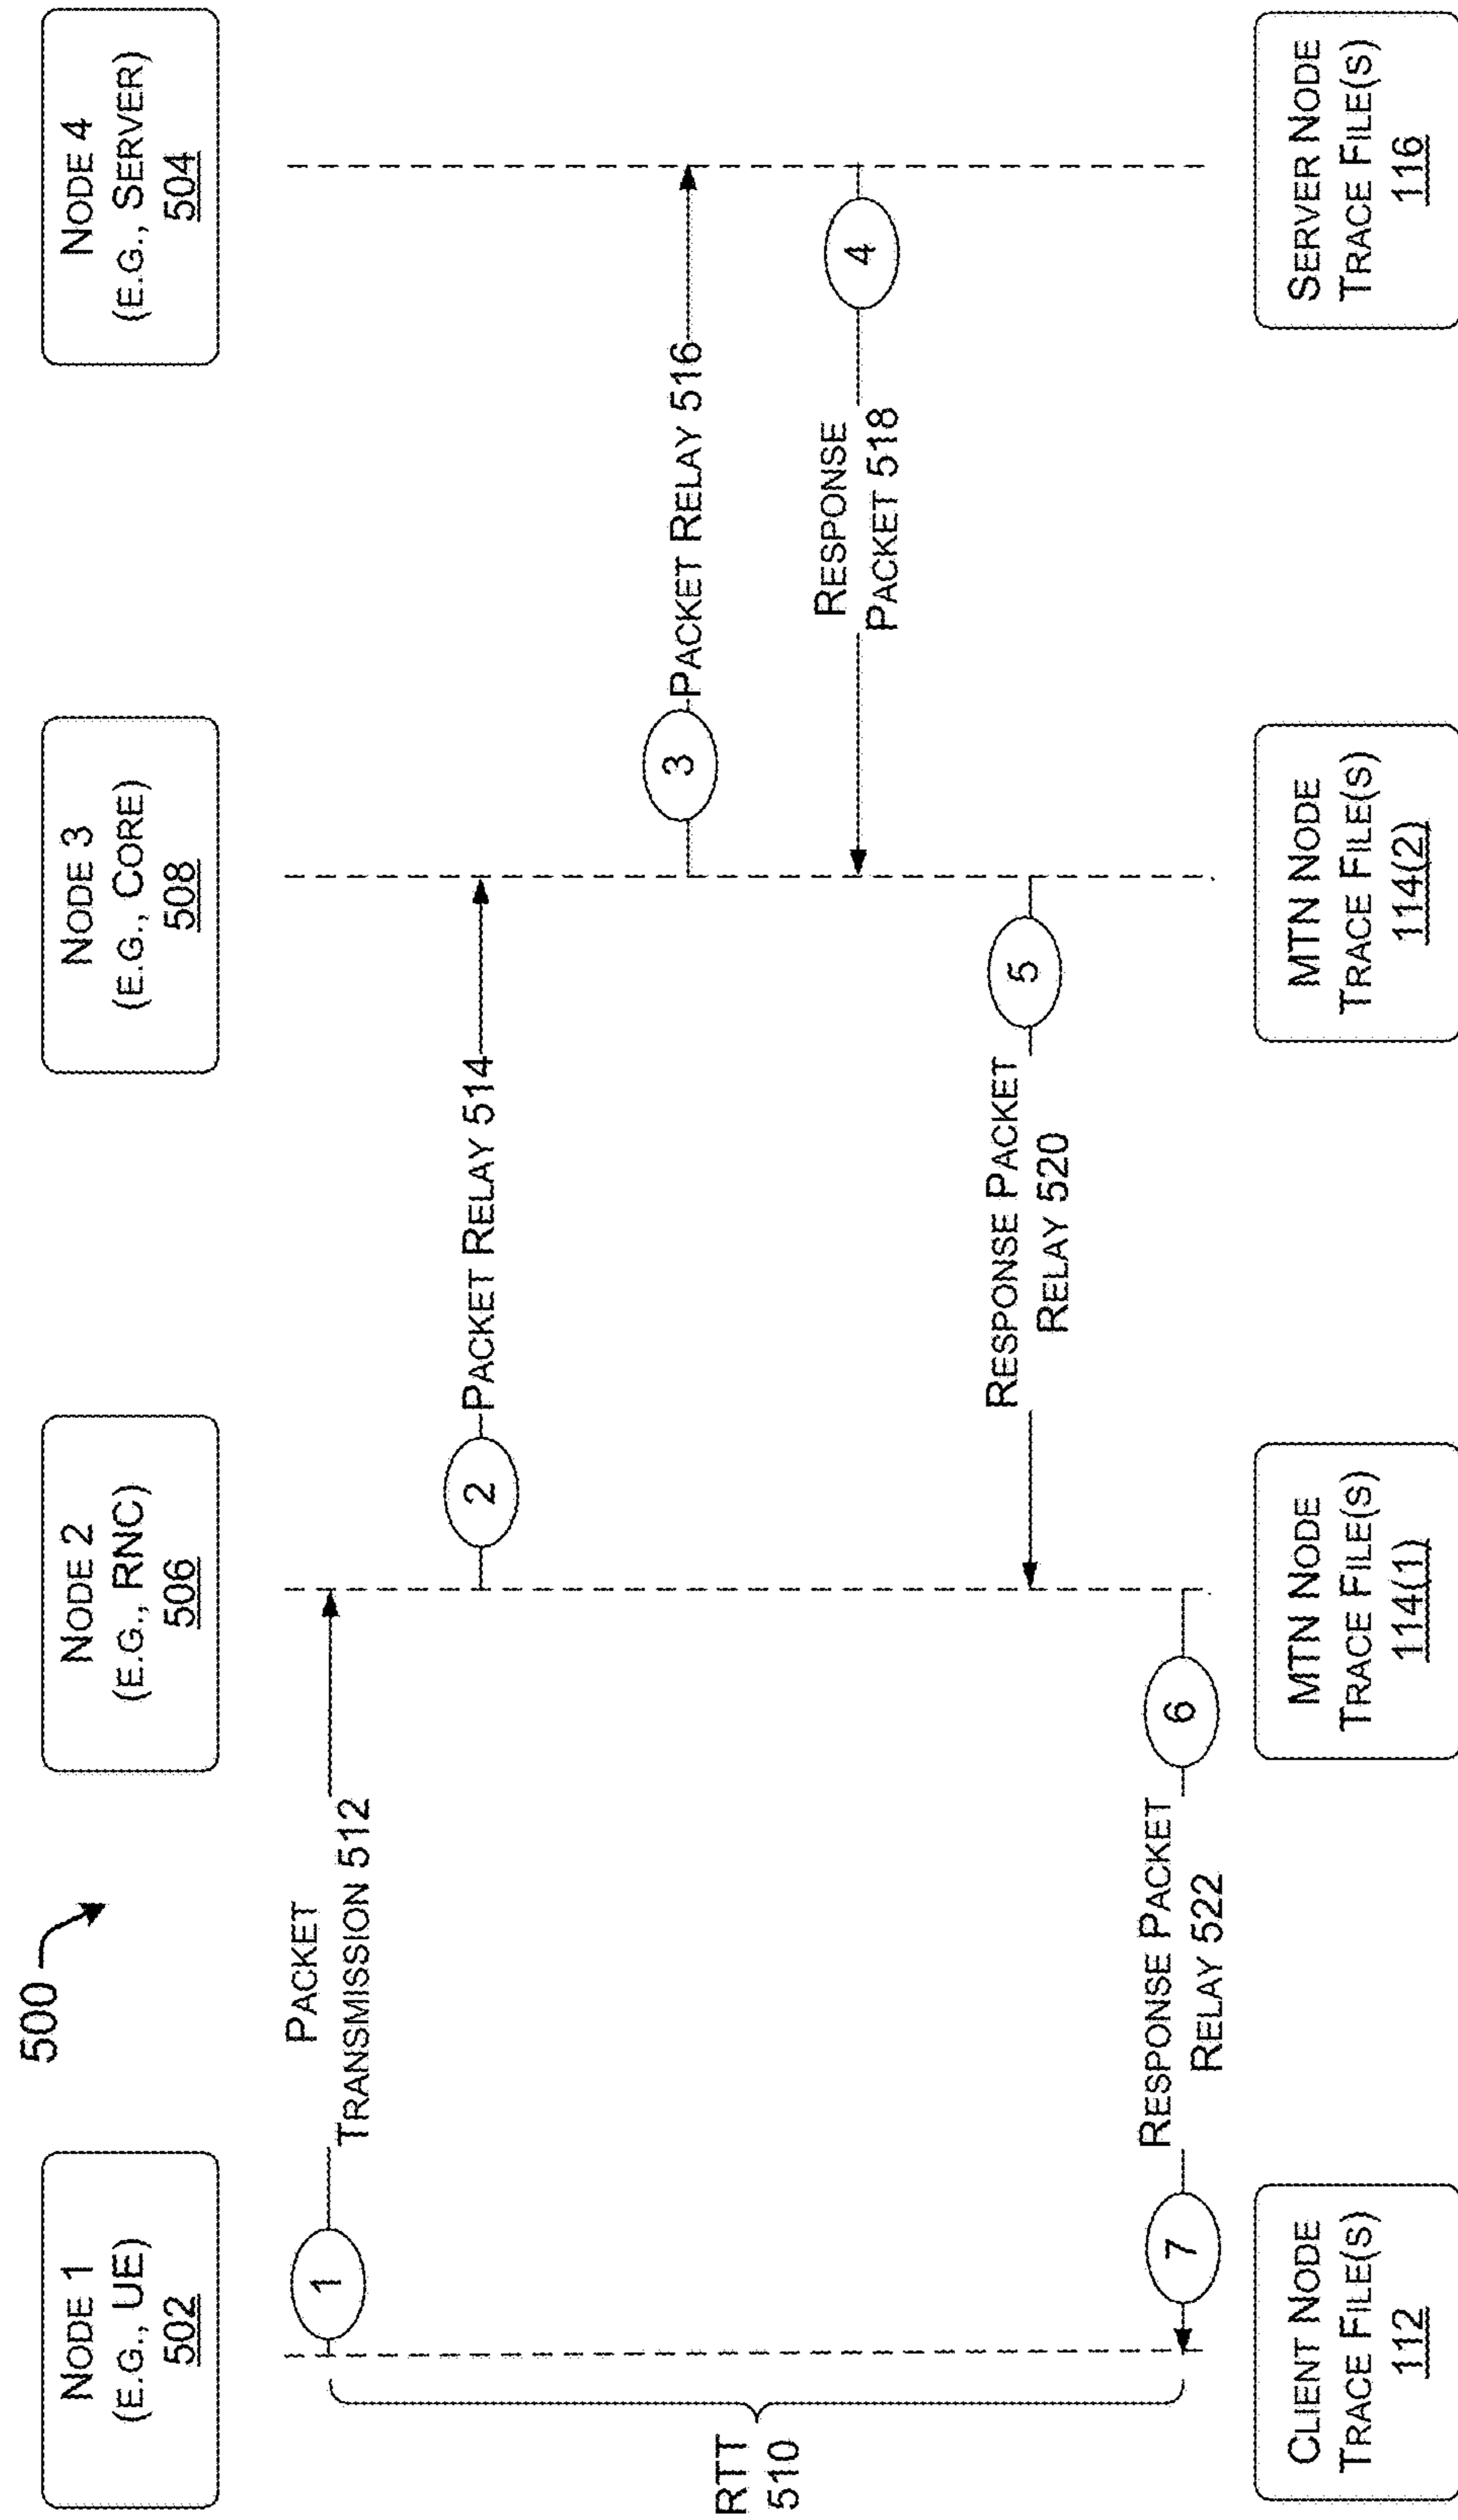 500
NODE 1
(E.G., UE)
502
NODE 2
(E.G., RNC)
506
NODE 3
(E.G., CORE)
508
NODE 4
(E.G., SERVER)
504
1
PACKET
TRANSMISSION 512
2
PACKET RELAY 514
3
PACKET RELAY 516
4
RESPONSE
PACKET 518
5
RESPONSE PACKET
RELAY 520
6
RESPONSE PACKET
RELAY 522
7
RTT
510
CLIENT NODE
TRACE FILE(S)
112
MTN NODE
TRACE FILE(S)
114(1)
MTN NODE
TRACE FILE(S)
114(2)
SERVER NODE
TRACE FILE(S)
116